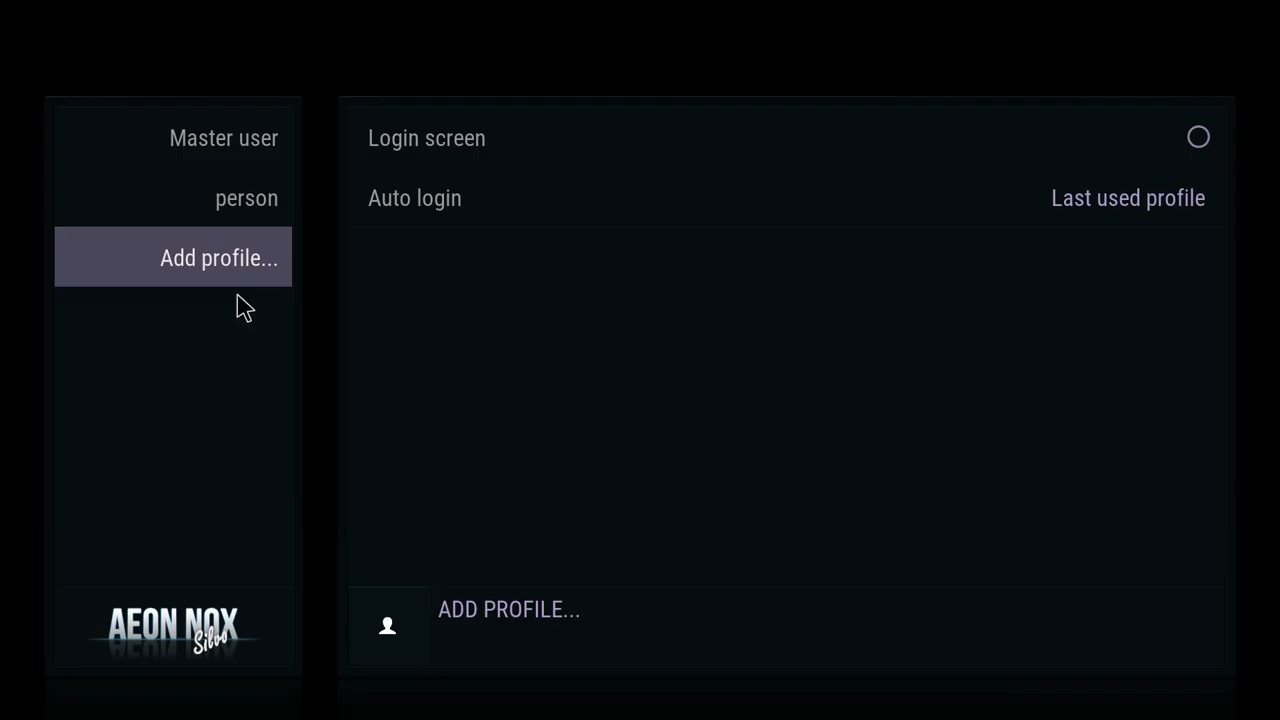 Master user
person
Add profile...
AEON NOX
Silvo
Login screen
Auto login
Last used profile
ADD PROFILE...